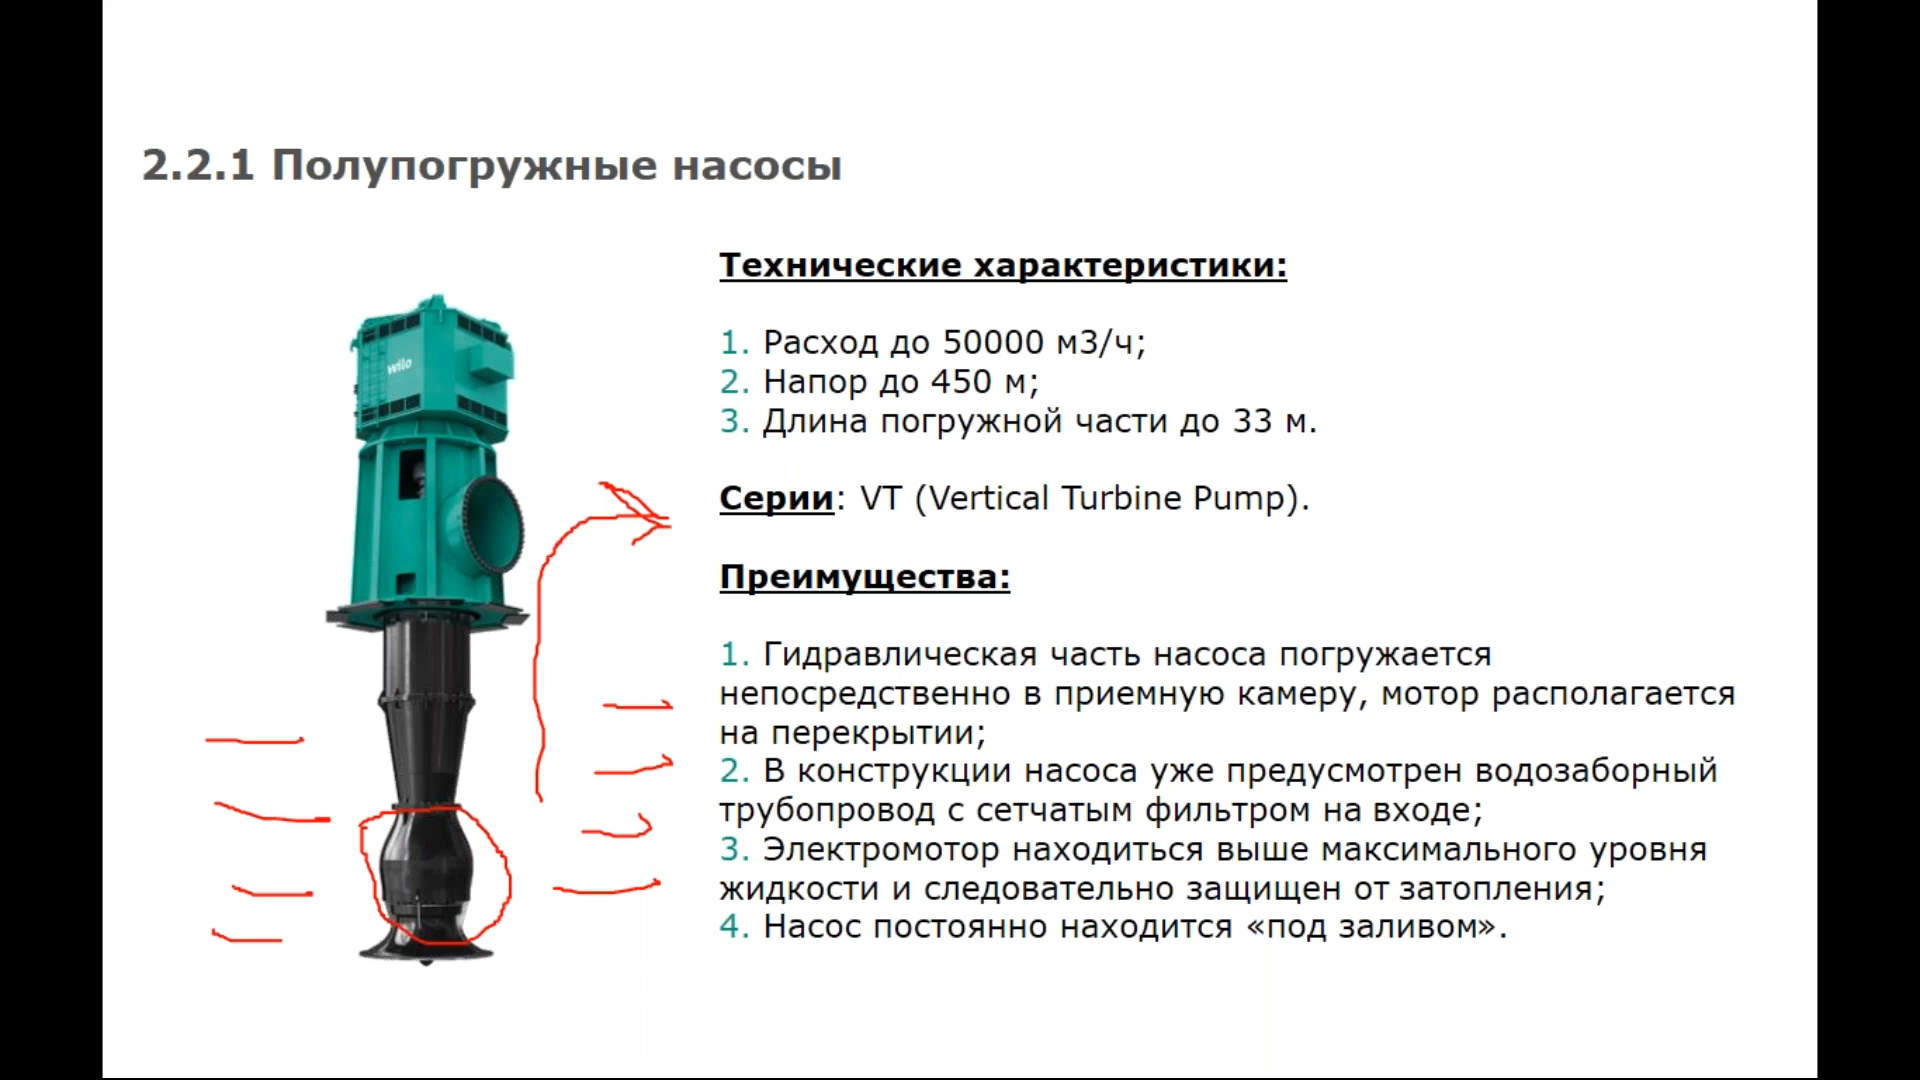 2.2.1 Полупогружные насосы
Технические характеристики:
1. Расход до 50000 м3/ч;
2. Напор до 450 м;
3. Длина погружной части до 33 м.
Серии: VT (Vertical Turbine Pump).
Преимущества:
1. Гидравлическая часть насоса погружается
непосредственно в приемную камеру, мотор располагается
на перекрытии;
2. В конструкции насоса уже предусмотрен водозаборный
трубопровод с сетчатым фильтром на входе;
3. Электромотор находиться выше максимального уровня
жидкости и следовательно защищен от затопления;
4. Насос постоянно находится «под заливом».
wilo